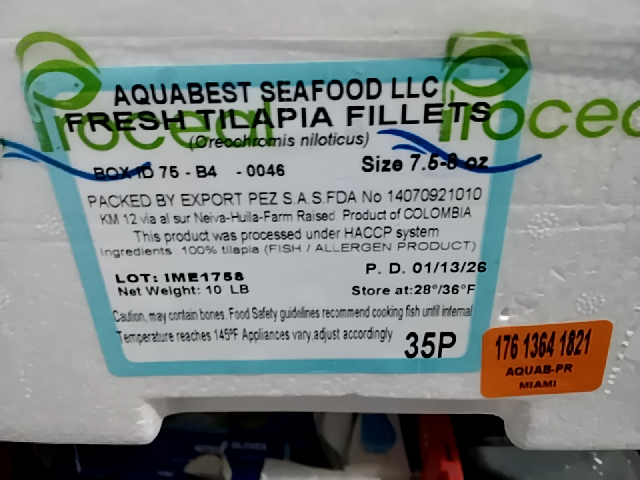 AQUABEST SEAFOOD LLC
FRESH TILAPIA FILLETS
(Oreochromis niloticus)
BOX ID 75 - B4 - 0046
Size 7.5-8 oz
PACKED BY EXPORT PEZ S.A.S.FDA No 14070921010
KM 12 via al sur Neiva-Huila-Farm Raised. Product of COLOMBIA
This product was processed under HACCP system
Ingredients: 100% tilapia (FISH / ALLERGEN PRODUCT)
LOT: IME1758
P. D. 01/13/26
Net Weight: 10 LB
Store at:28°/36°F
Caution, may contain bones. Food Safety guidelines recommend cooking fish until internal
Temperature reaches 145ºF Appliances vary,adjust accordingly
35P
176 1364 1821
AQUAB-PR
MIAMI
Proceal
Procea